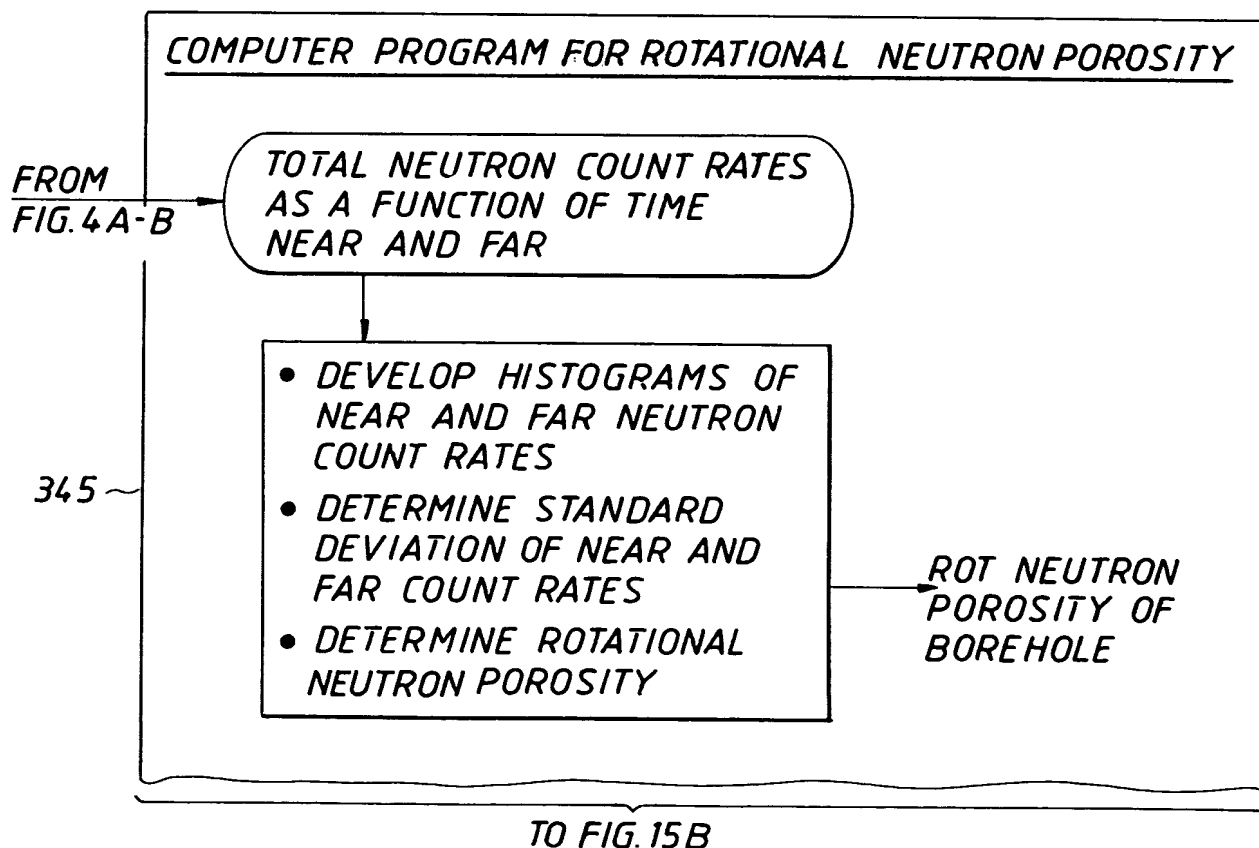 COMPUTER PROGRAM FOR ROTATIONAL NEUTRON POROSITY
FROM
FIG. 4A-B
TOTAL NEUTRON COUNT RATES
AS A FUNCTION OF TIME
NEAR AND FAR
• DEVELOP HISTOGRAMS OF
NEAR AND FAR NEUTRON
COUNT RATES
345
• DETERMINE STANDARD
DEVIATION OF NEAR AND
FAR COUNT RATES
• DETERMINE ROTATIONAL
NEUTRON POROSITY
ROT NEUTRON
POROSITY OF
BOREHOLE
TO FIG. 15B